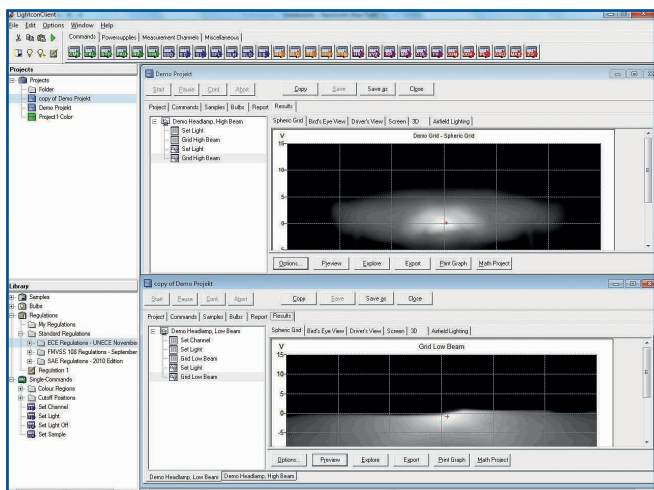 LightconClient
File Edit Options Window Help
Commands Powersupplies Measurement Channels Miscellaneous
Projects
Projects
Folder
copy of Demo Projekt
Demo Projekt
Project1 Color
Library
Samples
Bulbs
Regulations
My Regulations
Standard Regulations
ECE Regulations - UNECE November
FMVSS 108 Regulations - September
SAE Regulations - 2010 Edition
Regulation 1
Single-Commands
Colour Regions
Cutoff Positions
Set Channel
Set Light
Set Light Off
Set Sample
Demo Projekt
Start Pause Cont. Abort Copy Save Save as Close
Project Commands Samples Bulbs Report Results
Demo Headlamp, High Beam
Set Light
Grid High Beam
Set Light
Grid High Beam
Spheric Grid Bird's Eye View Driver's View Screen 3D Airfield Lighting
V
Demo Grid - Spheric Grid
15
10
5
0
Options... Preview Explore Export Print Graph Math Project
copy of Demo Projekt
Start Pause Cont. Abort Copy Save Save as Close
Project Commands Samples Bulbs Report Results
Demo Headlamp, Low Beam
Set Channel
Set Light
Grid Low Beam
Set Light
Grid Low Beam
Spheric Grid Bird's Eye View Driver's View Screen 3D Airfield Lighting
V
Grid Low Beam
15
10
5
0
-5
Options... Preview Explore Export Print Graph Math Project
Demo Headlamp, Low Beam Demo Headlamp, High Beam